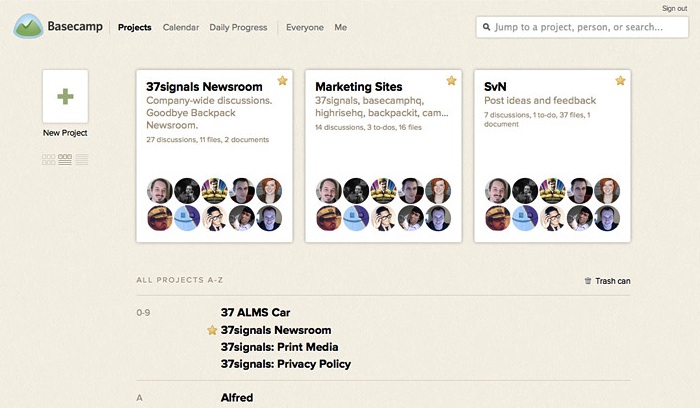 Sign out
Basecamp
Projects Calendar Daily Progress Everyone Me
Jump to a project, person, or search...
New Project
37signals Newsroom
Company-wide discussions.
Goodbye Backpack
Newsroom.
27 discussions, 11 files, 2 documents
Marketing Sites
37signals, basecamphq,
highrisehq, backpackit, cam...
14 discussions, 3 to-dos, 16 files
SvN
Post ideas and feedback
7 discussions, 1 to-do, 37 files, 1
document
ALL PROJECTS A-Z
Trash can
0-9
37 ALMS Car
37signals Newsroom
37signals: Print Media
37signals: Privacy Policy
A
Alfred